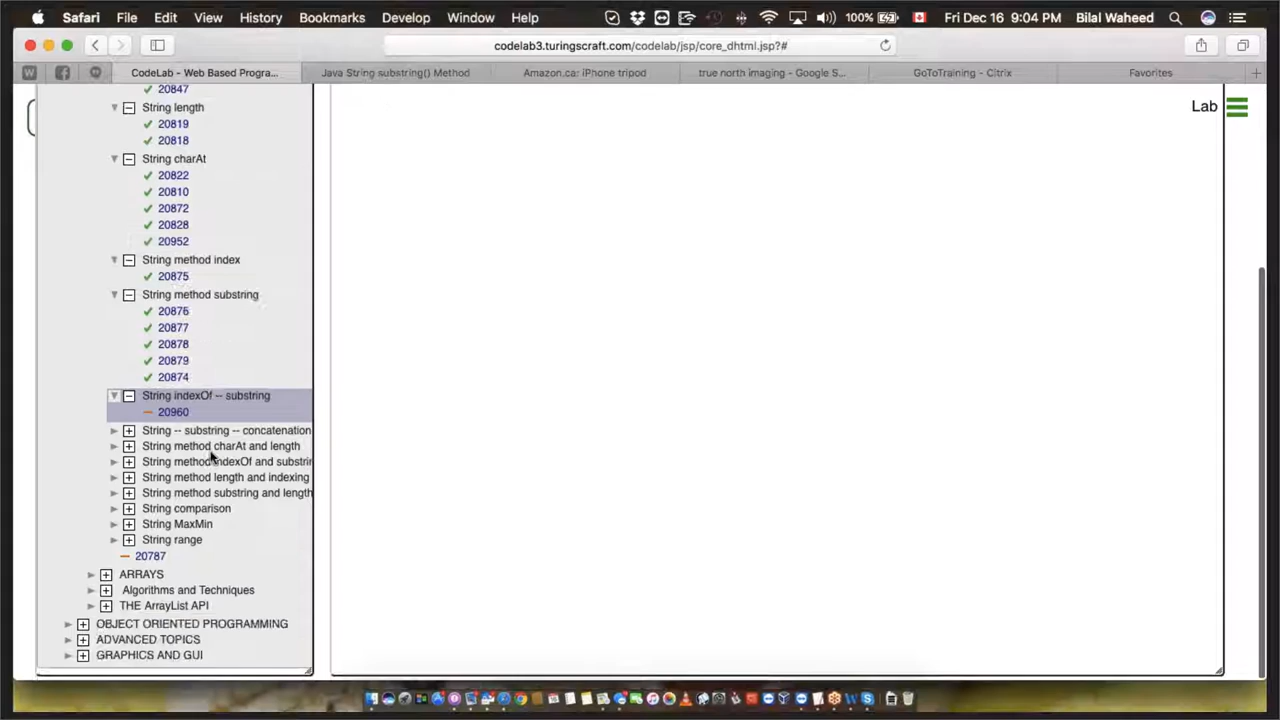 Safari File Edit View History Bookmarks Develop Window Help 100% Fri Dec 16 9:04 PM Bilal Waheed
codelab3.turingscraft.com/codelab/jsp/core_dhtml.jsp?#
CodeLab - Web Based Progra... Java String substring() Method Amazon.ca: iPhone tripod true north imaging - Google S... GoToTraining - Citrix Favorites
20847
Lab
String length
20819
20818
String charAt
20822
20810
20872
20828
20952
String method index
20875
String method substring
20876
20877
20878
20879
20874
String indexOf -- substring
20960
String -- substring -- concatenation
String method charAt and length
String method indexOf and substrin
String method length and indexing
String method substring and length
String comparison
String MaxMin
String range
20787
ARRAYS
Algorithms and Techniques
THE ArrayList API
OBJECT ORIENTED PROGRAMMING
ADVANCED TOPICS
GRAPHICS AND GUI